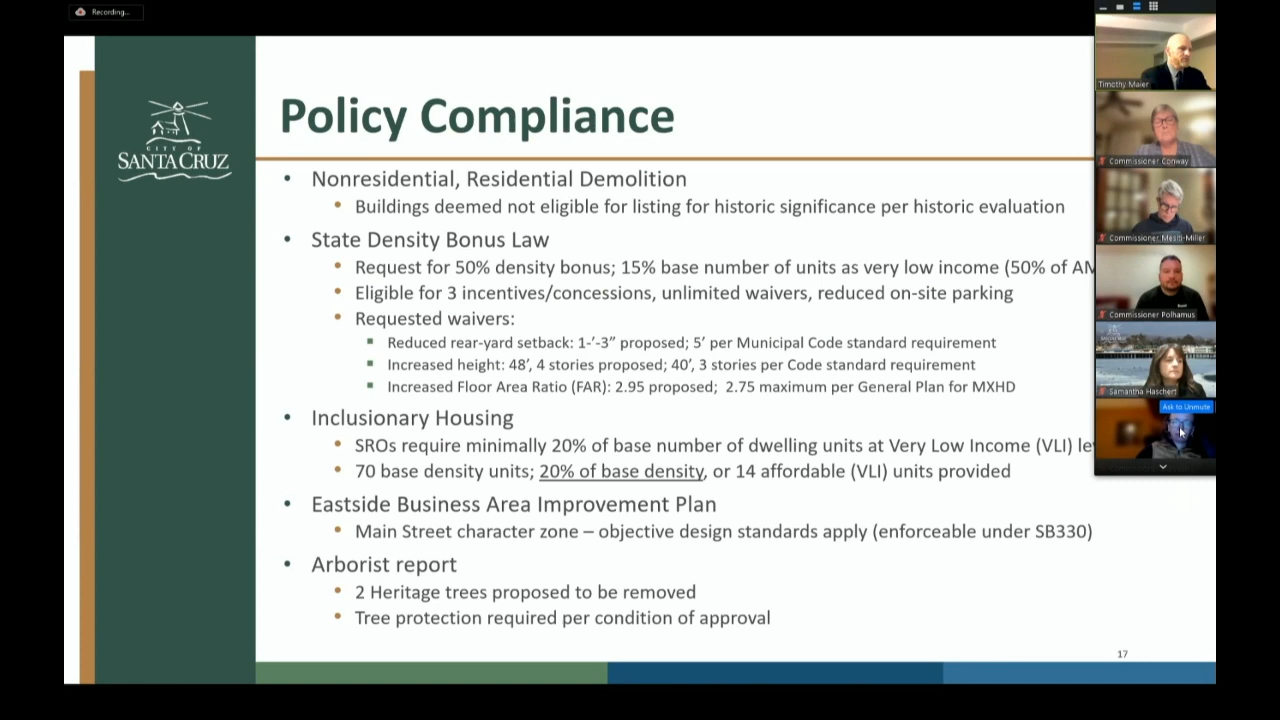 Recording...
CITY OF
SANTA CRUZ
Policy Compliance
• Nonresidential, Residential Demolition
• Buildings deemed not eligible for listing for historic significance per historic evaluation
• State Density Bonus Law
• Request for 50% density bonus; 15% base number of units as very low income (50% of AM
• Eligible for 3 incentives/concessions, unlimited waivers, reduced on-site parking
• Requested waivers:
▪ Reduced rear-yard setback: 1-’-3” proposed; 5’ per Municipal Code standard requirement
▪ Increased height: 48’, 4 stories proposed; 40’, 3 stories per Code standard requirement
▪ Increased Floor Area Ratio (FAR): 2.95 proposed; 2.75 maximum per General Plan for MXHD
• Inclusionary Housing
• SROs require minimally 20% of base number of dwelling units at Very Low Income (VLI) le
• 70 base density units; 20% of base density, or 14 affordable (VLI) units provided
• Eastside Business Area Improvement Plan
• Main Street character zone – objective design standards apply (enforceable under SB330)
• Arborist report
• 2 Heritage trees proposed to be removed
• Tree protection required per condition of approval
17
Timothy Maier
Commissioner Conway
Commissioner Mesiti-Miller
Commissioner Polhamus
Samantha Haschert
Ask to Unmute